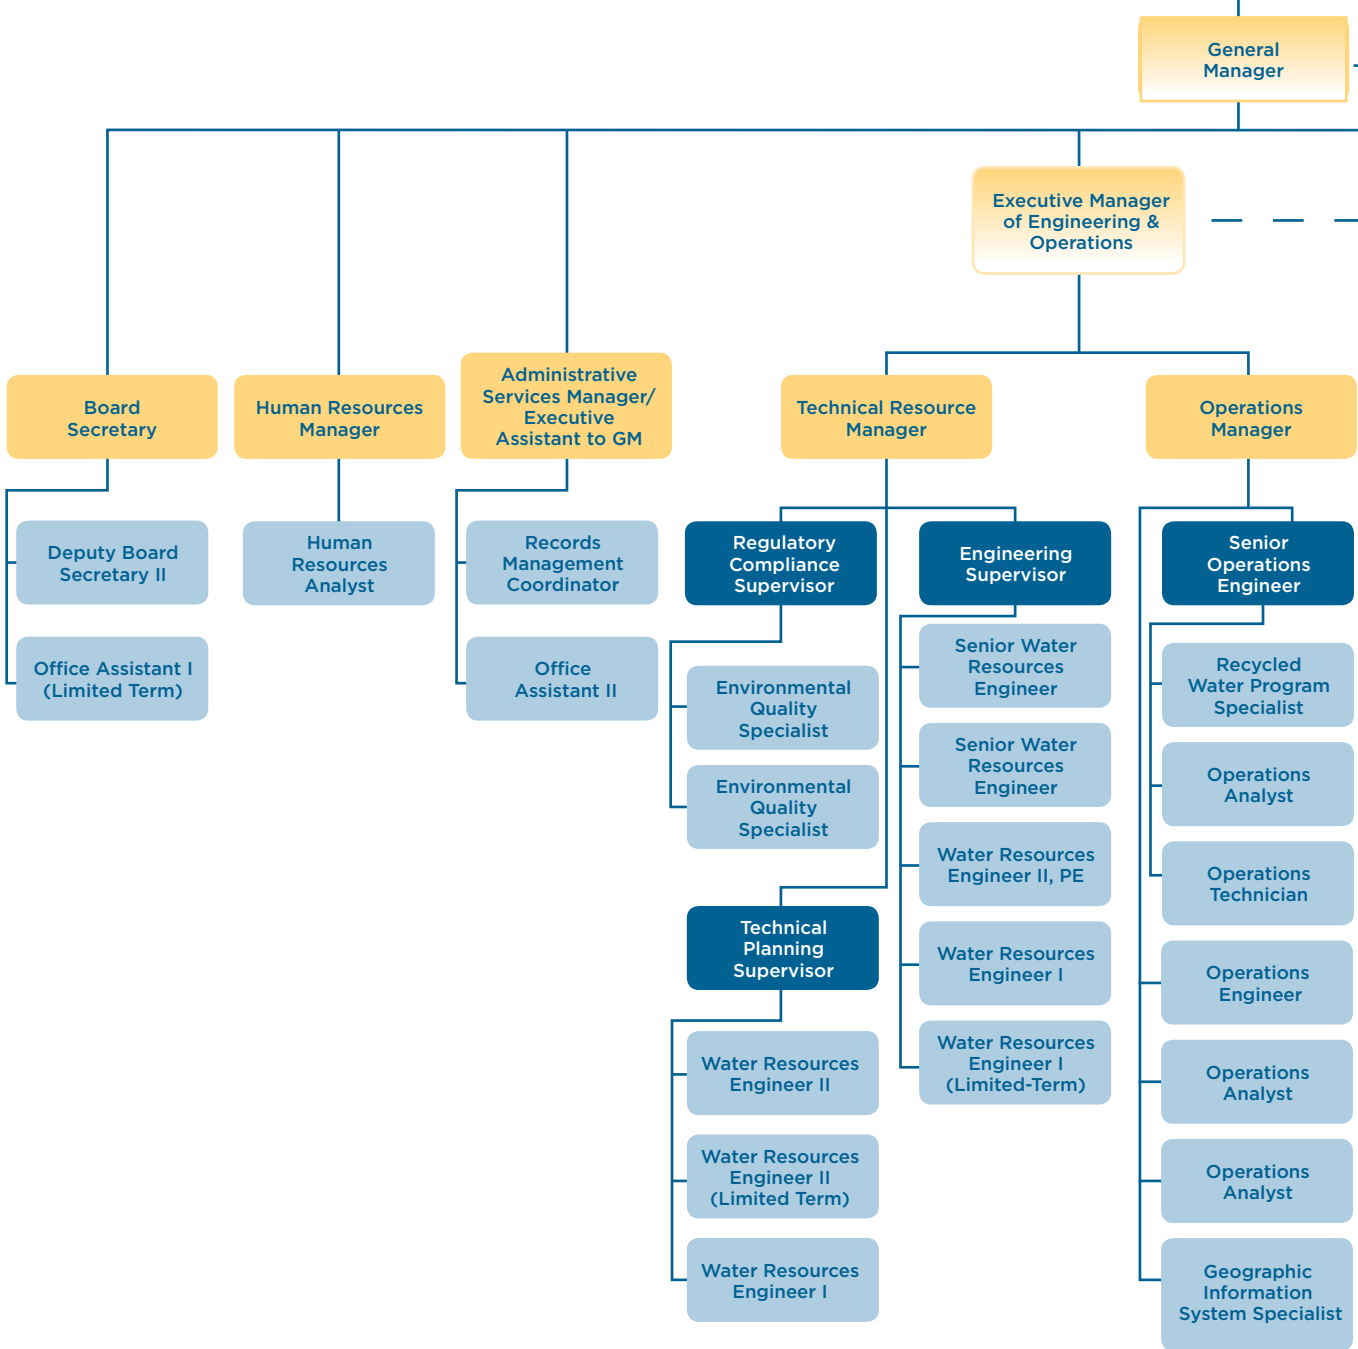 General
Manager
Executive Manager
of Engineering &
Operations
Board
Secretary
Human Resources
Manager
Administrative
Services Manager/
Executive
Assistant to GM
Technical Resource
Manager
Operations
Manager
Deputy Board
Secretary II
Office Assistant I
(Limited Term)
Human
Resources
Analyst
Records
Management
Coordinator
Office
Assistant II
Regulatory
Compliance
Supervisor
Environmental
Quality
Specialist
Environmental
Quality
Specialist
Technical
Planning
Supervisor
Water Resources
Engineer II
Water Resources
Engineer II
(Limited Term)
Water Resources
Engineer I
Engineering
Supervisor
Senior Water
Resources
Engineer
Senior Water
Resources
Engineer
Water Resources
Engineer II, PE
Water Resources
Engineer I
Water Resources
Engineer I
(Limited-Term)
Senior
Operations
Engineer
Recycled
Water Program
Specialist
Operations
Analyst
Operations
Technician
Operations
Engineer
Operations
Analyst
Operations
Analyst
Geographic
Information
System Specialist